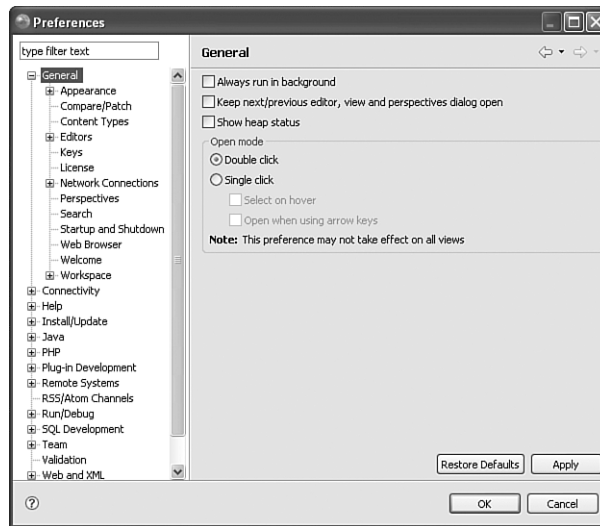 Preferences
type filter text
General
Appearance
Compare/Patch
Content Types
Editors
Keys
License
Network Connections
Perspectives
Search
Startup and Shutdown
Web Browser
Welcome
Workspace
Connectivity
Help
Install/Update
Java
PHP
Plug-in Development
Remote Systems
RSS/Atom Channels
Run/Debug
SQL Development
Team
Validation
Web and XML
General
Always run in background
Keep next/previous editor, view and perspectives dialog open
Show heap status
Open mode
Double click
Single click
Select on hover
Open when using arrow keys
Note: This preference may not take effect on all views
Restore Defaults
Apply
?
OK
Cancel